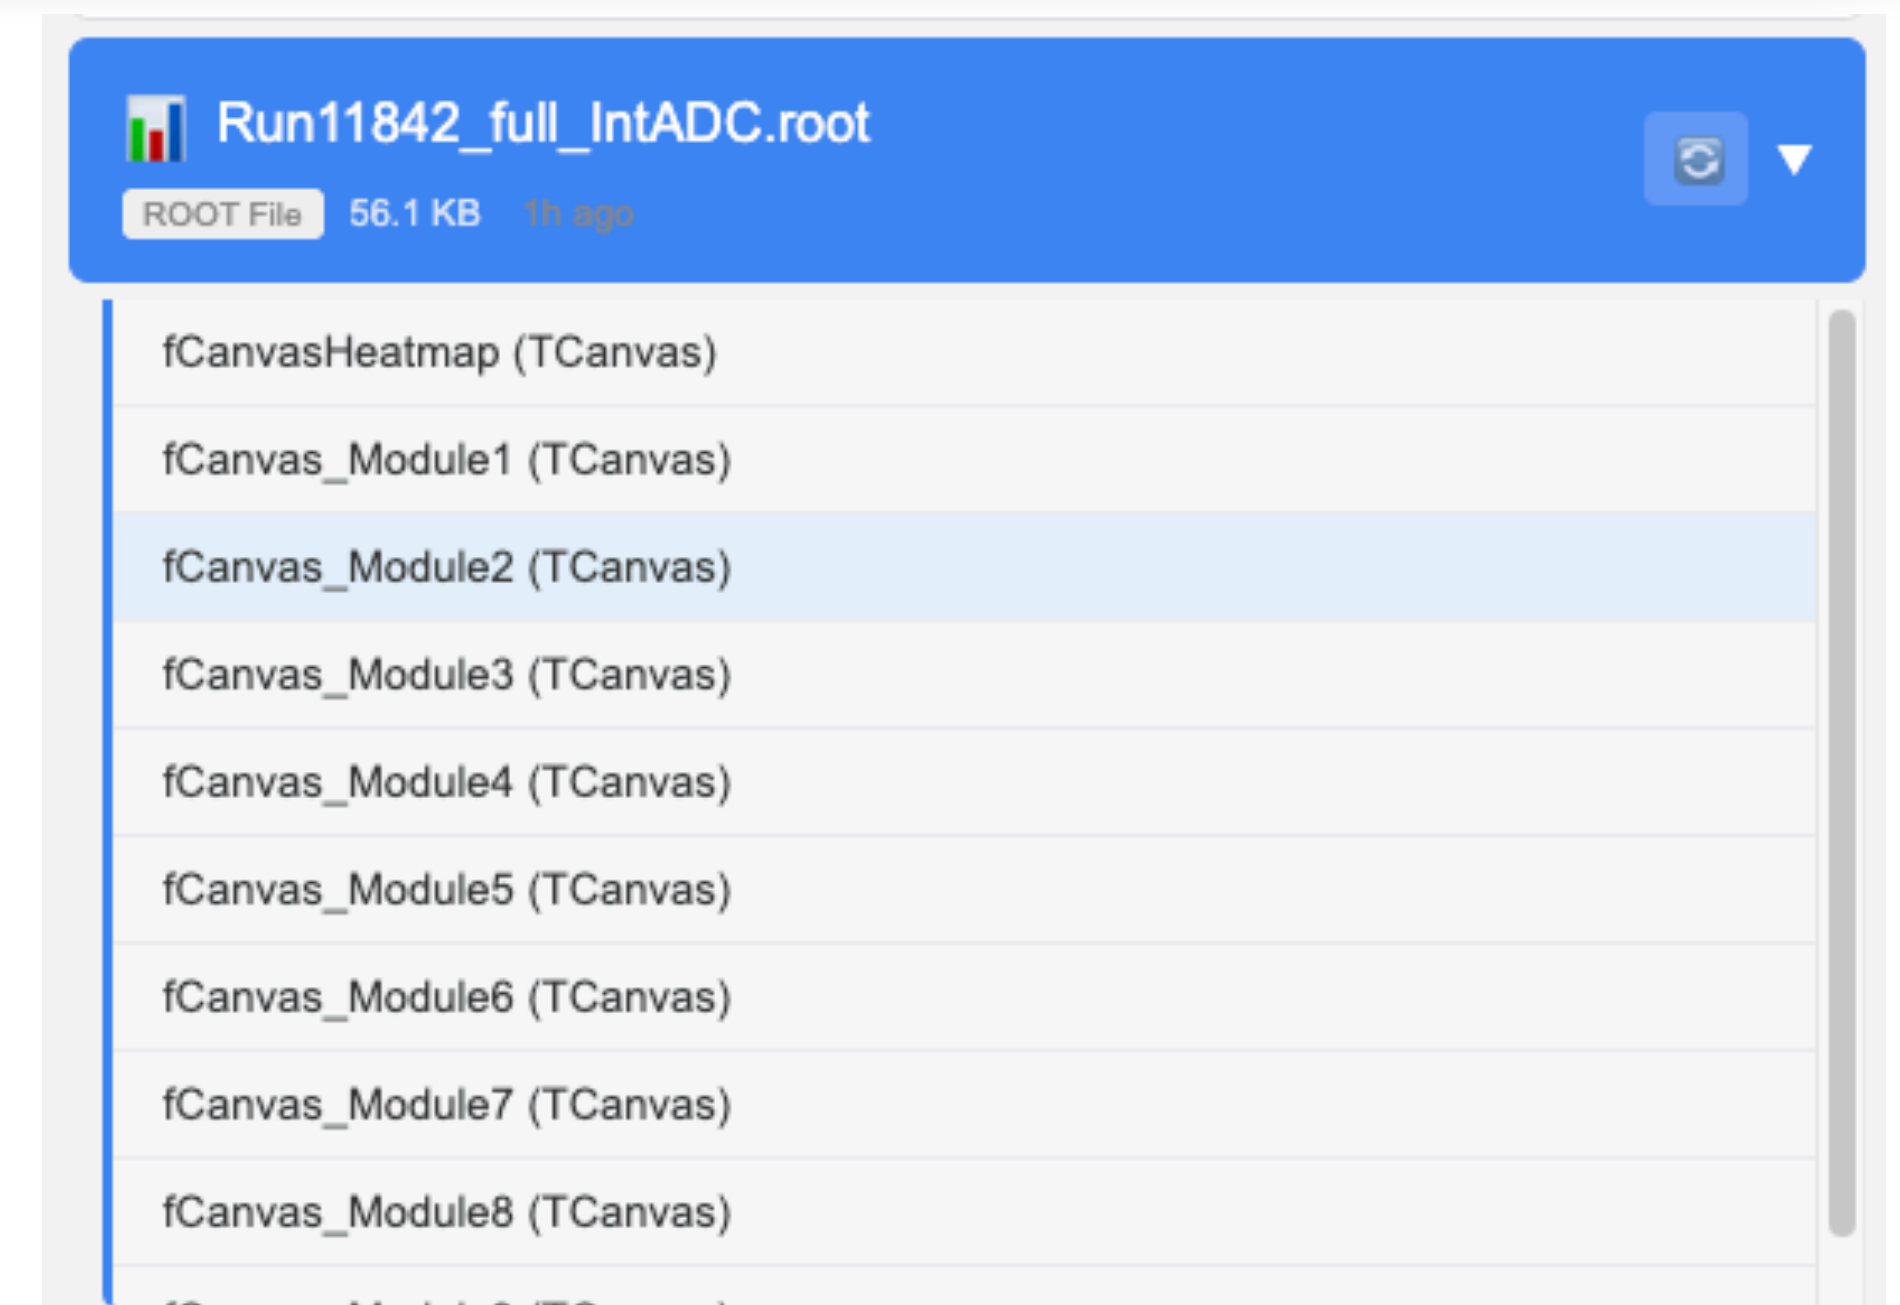 Run11842_full_IntADC.root
ROOT File 56.1 KB 1h ago
fCanvasHeatmap (TCanvas)
fCanvas_Module1 (TCanvas)
fCanvas_Module2 (TCanvas)
fCanvas_Module3 (TCanvas)
fCanvas_Module4 (TCanvas)
fCanvas_Module5 (TCanvas)
fCanvas_Module6 (TCanvas)
fCanvas_Module7 (TCanvas)
fCanvas_Module8 (TCanvas)